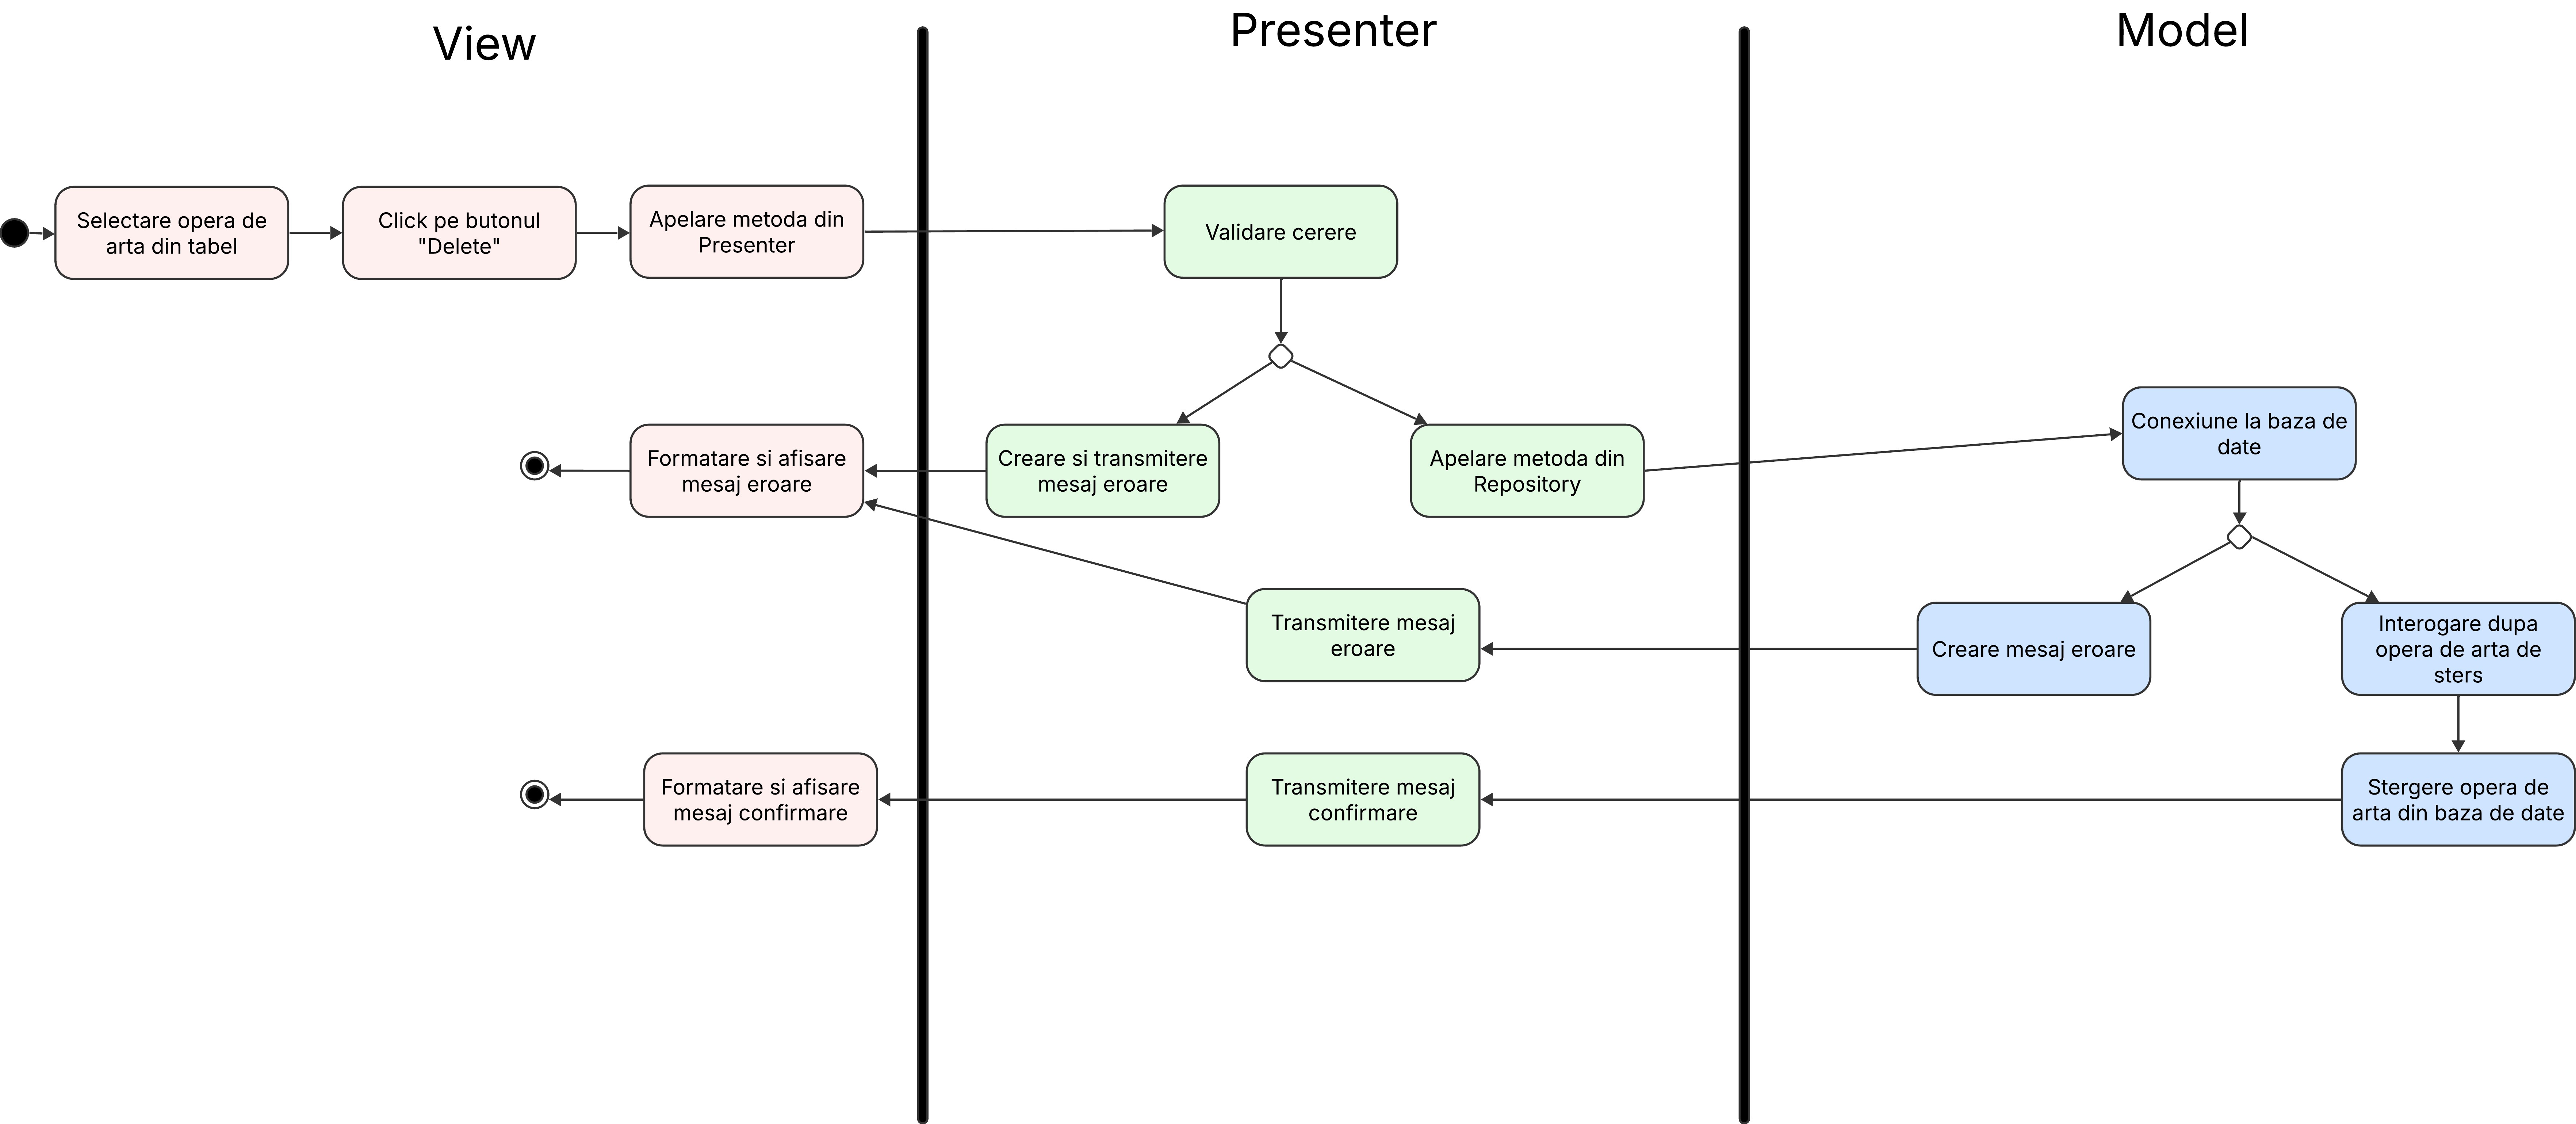 View
Presenter
Model
Selectare opera de
arta din tabel
Click pe butonul
"Delete"
Apelare metoda din
Presenter
Validare cerere
Formatare si afisare
mesaj eroare
Creare si transmitere
mesaj eroare
Apelare metoda din
Repository
Conexiune la baza de
date
Transmitere mesaj
eroare
Creare mesaj eroare
Interogare dupa
opera de arta de
sters
Formatare si afisare
mesaj confirmare
Transmitere mesaj
confirmare
Stergere opera de
arta din baza de date